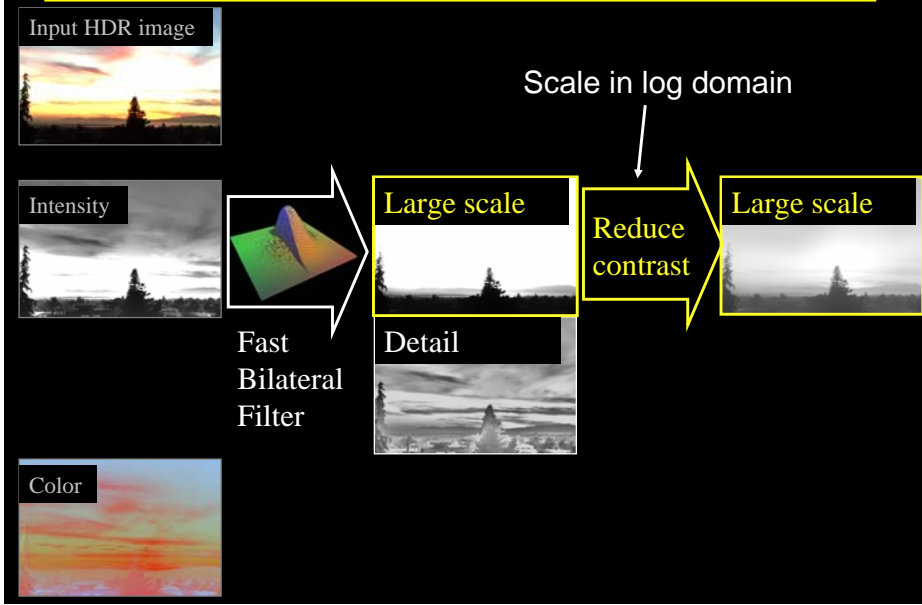 Input HDR image
Scale in log domain
Intensity
Large scale
Reduce
contrast
Large scale
Fast
Bilateral
Filter
Detail
Color